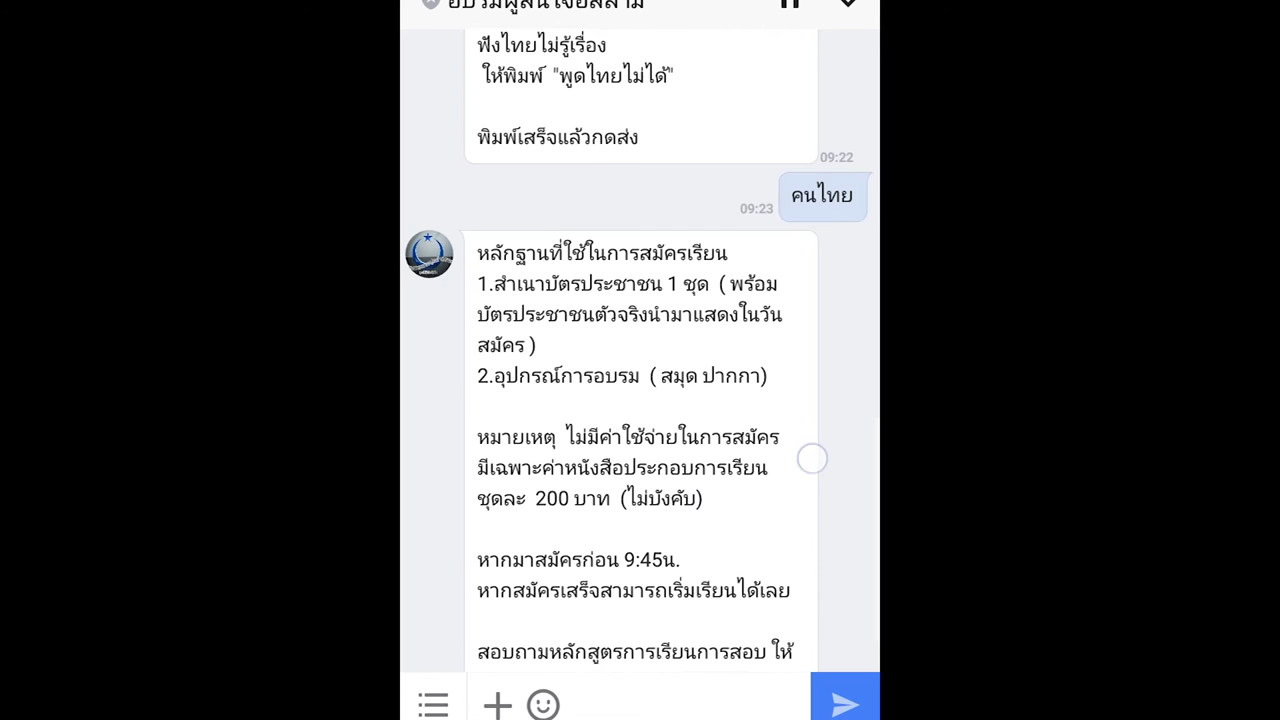 อบรมผู้สนใจอิสลาม
ฟังไทยไม่รู้เรื่อง
ให้พิมพ์ "พูดไทยไม่ได้"
พิมพ์เสร็จแล้วกดส่ง
09:22
คนไทย
09:23
หลักฐานที่ใช้ในการสมัครเรียน
1.สำเนาบัตรประชาชน 1 ชุด ( พร้อม
บัตรประชาชนตัวจริงนำมาแสดงในวัน
สมัคร )
2.อุปกรณ์การอบรม ( สมุด ปากกา)
หมายเหตุ ไม่มีค่าใช้จ่ายในการสมัคร
มีเฉพาะค่าหนังสือประกอบการเรียน
ชุดละ 200 บาท (ไม่บังคับ)
หากมาสมัครก่อน 9:45น.
หากสมัครเสร็จสามารถเริ่มเรียนได้เลย
สอบถามหลักสูตรการเรียนการสอบ ให้